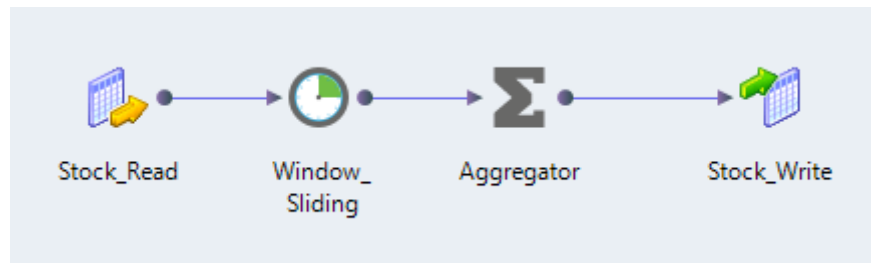 Stock_Read
Window_
Sliding
Aggregator
Stock_Write